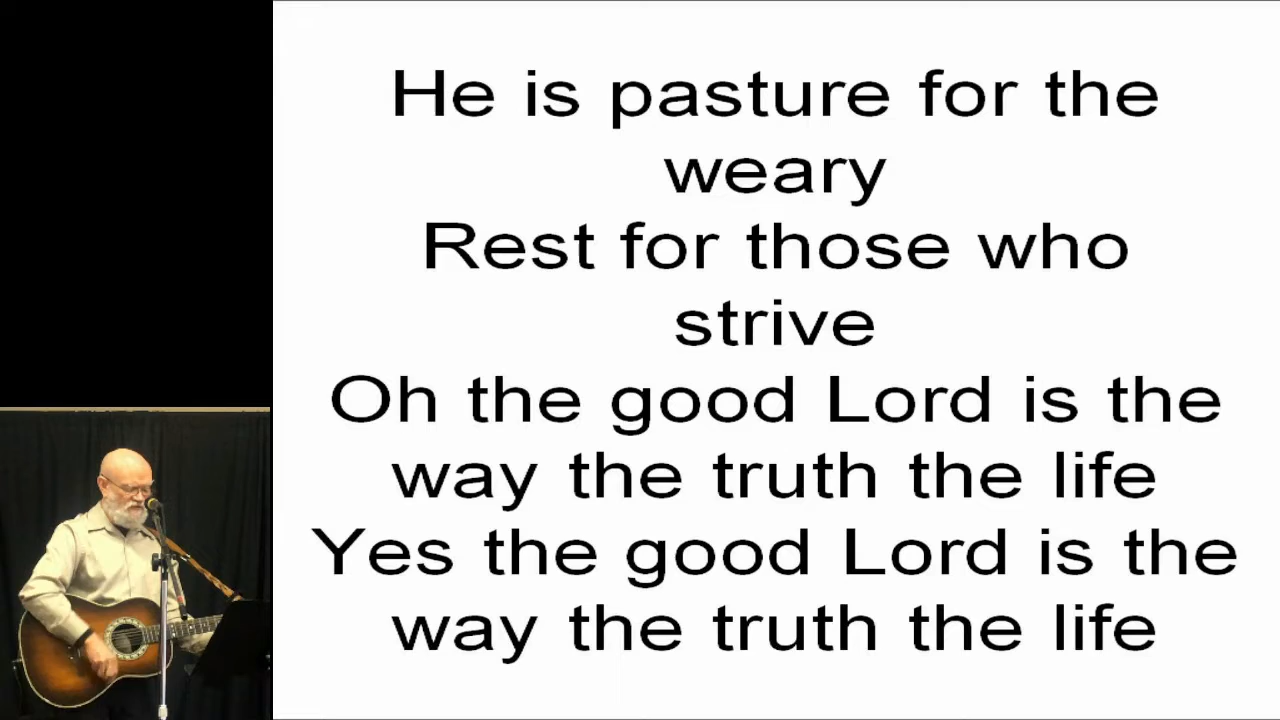 He is pasture for the
weary
Rest for those who
strive
Oh the good Lord is the
way the truth the life
Yes the good Lord is the
way the truth the life